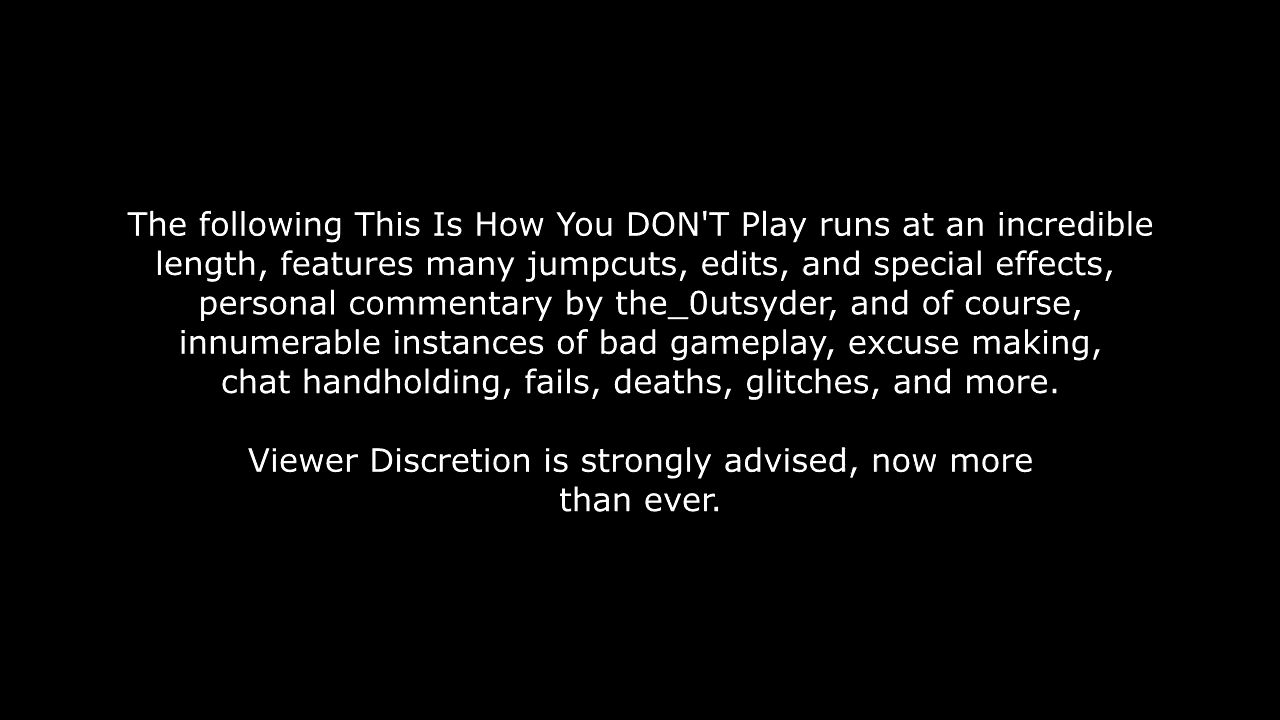 The following This Is How You DON'T Play runs at an incredible
length, features many jumpcuts, edits, and special effects,
personal commentary by the_0utsyder, and of course,
innumerable instances of bad gameplay, excuse making,
chat handholding, fails, deaths, glitches, and more.
Viewer Discretion is strongly advised, now more
than ever.